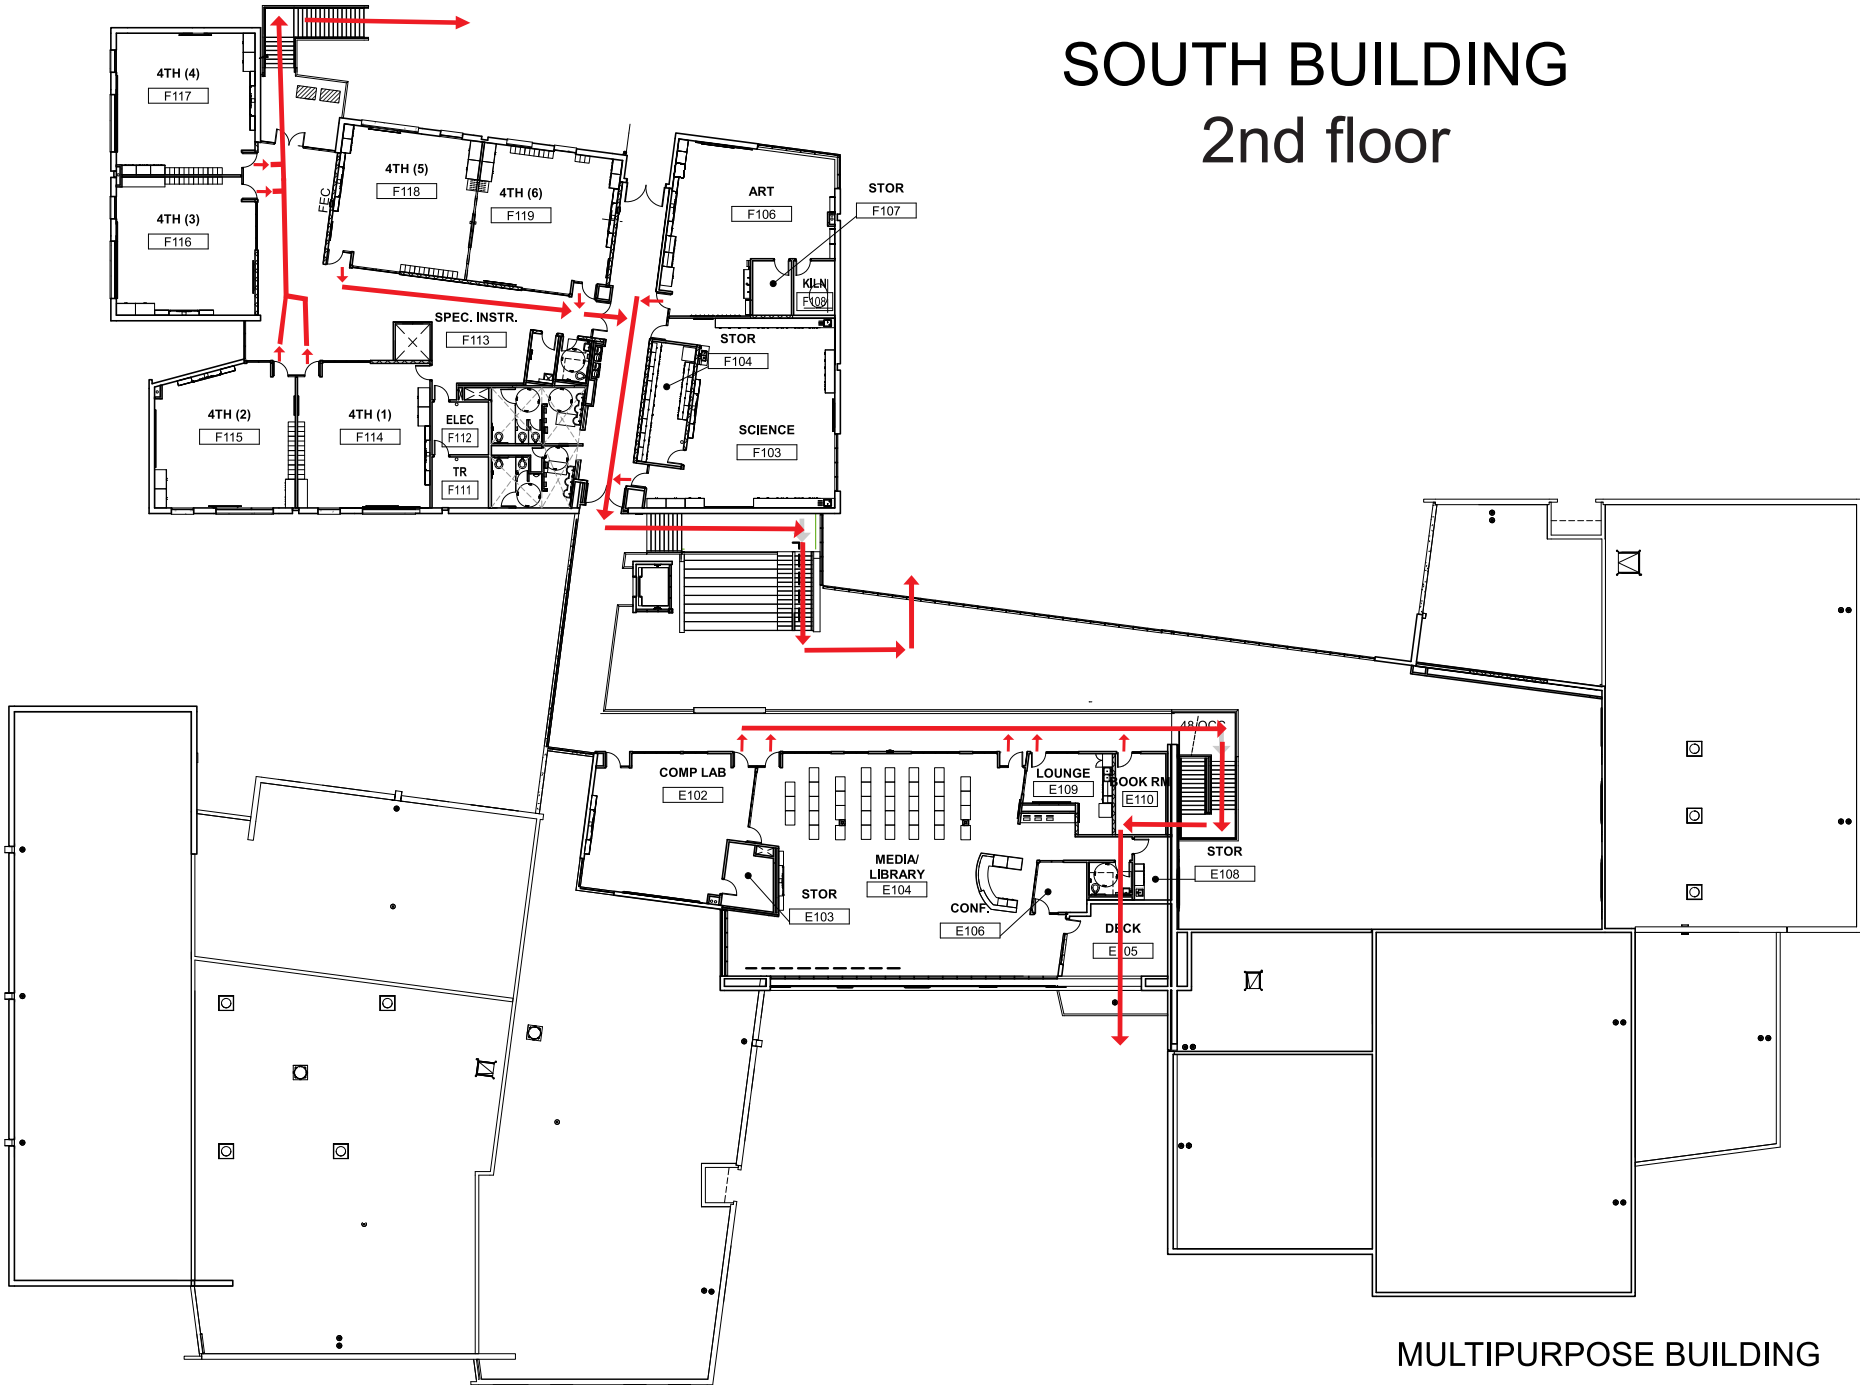 SOUTH BUILDING
2nd floor
4TH (4)
F117
4TH (3)
F116
FEC
4TH (5)
F118
4TH (6)
F119
ART
F106
STOR
F107
KILN
F108
SPEC. INSTR.
F113
STOR
F104
4TH (2)
F115
4TH (1)
F114
ELEC
F112
TR
F111
SCIENCE
F103
48 OCC
COMP LAB
E102
LOUNGE
E109
BOOK RM
E110
MEDIA/
LIBRARY
E104
STOR
E103
CONF.
E106
STOR
E108
DECK
E105
MULTIPURPOSE BUILDING